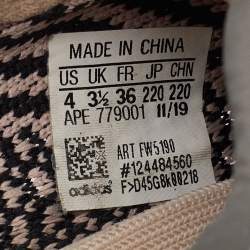 MADE IN CHINA
US UK FR JP CHN
4 3½ 36 220 220
APE 779001 11/19
ART FW5190
#124484560
adidas F>D45G8k00218